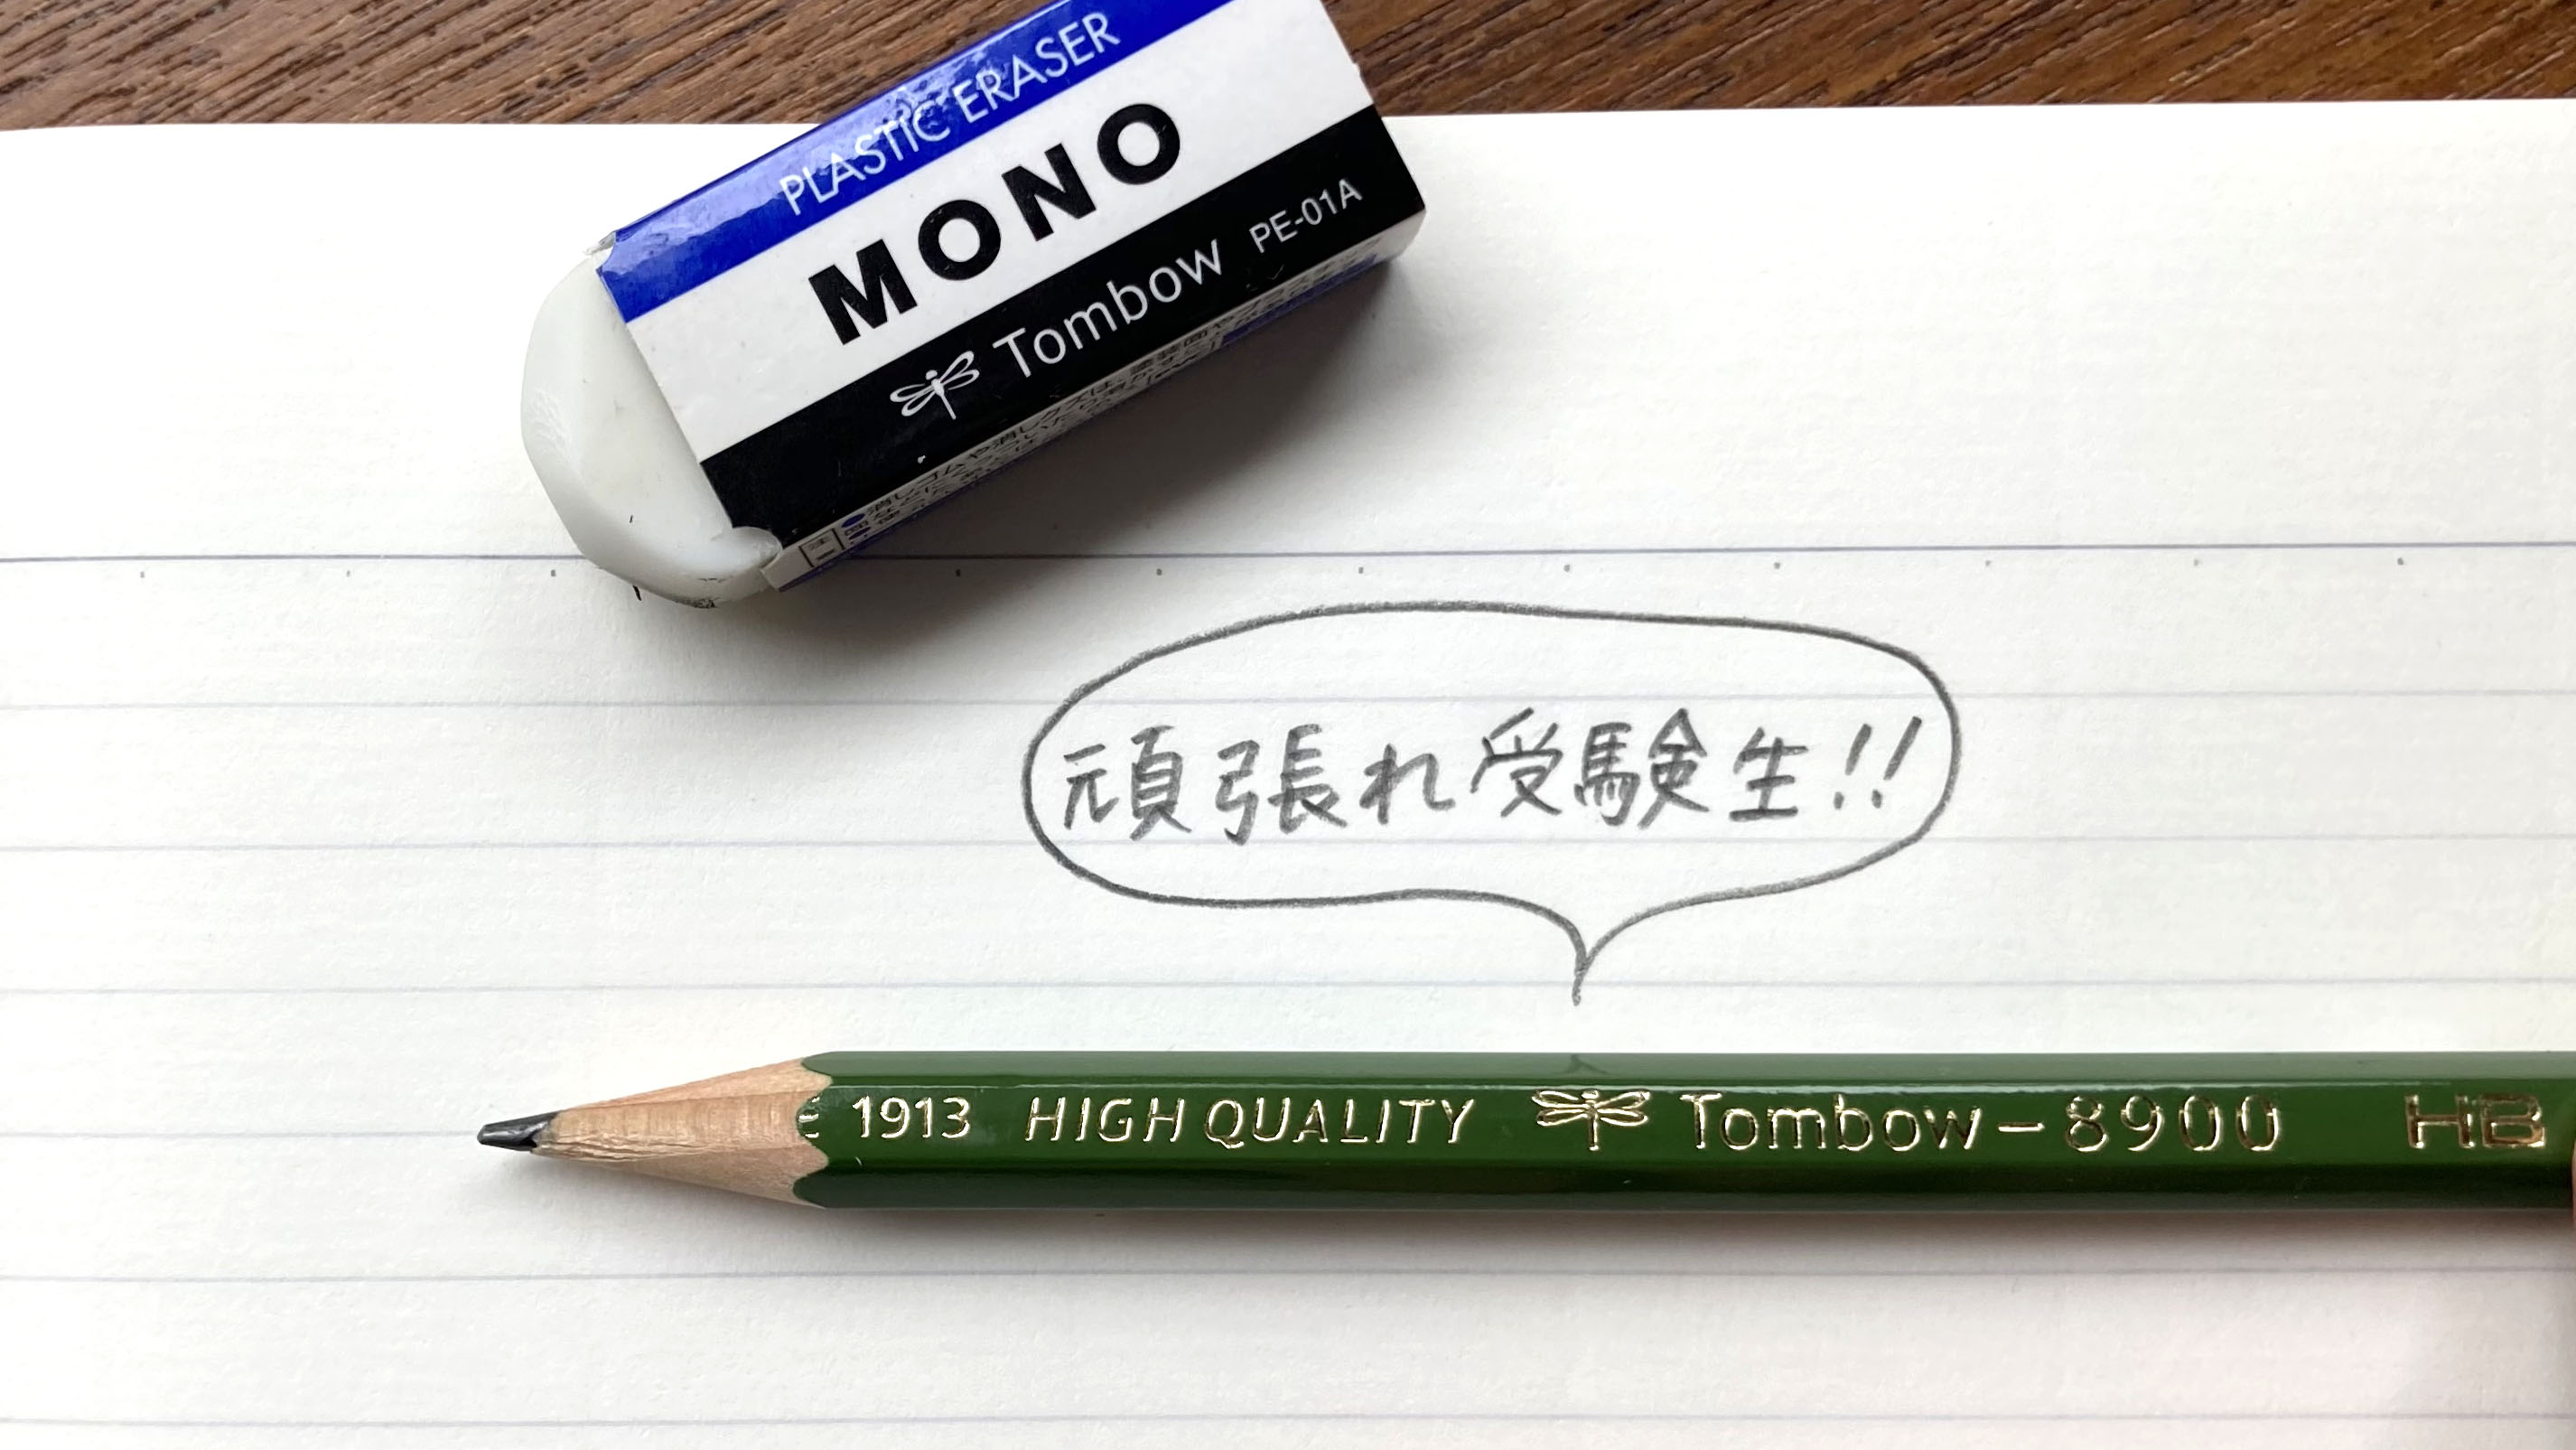 PLASTIC ERASER
MONO
Tombow PE-01A
頑張れ受験生!!
1913 HIGH QUALITY Tombow-8900 HB